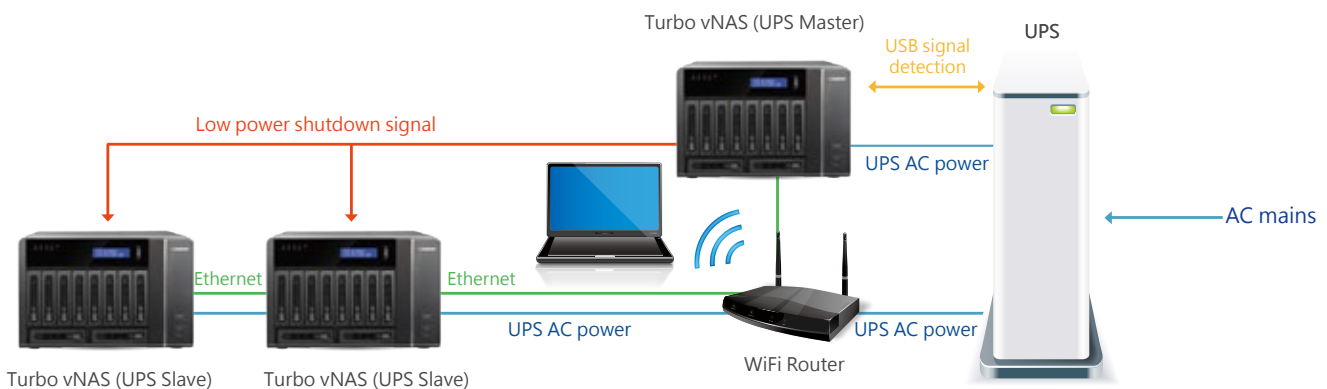 Turbo vNAS (UPS Master)
UPS
USB signal
detection
Low power shutdown signal
UPS AC power
AC mains
Ethernet
Ethernet
UPS AC power
UPS AC power
WiFi Router
Turbo vNAS (UPS Slave)
Turbo vNAS (UPS Slave)